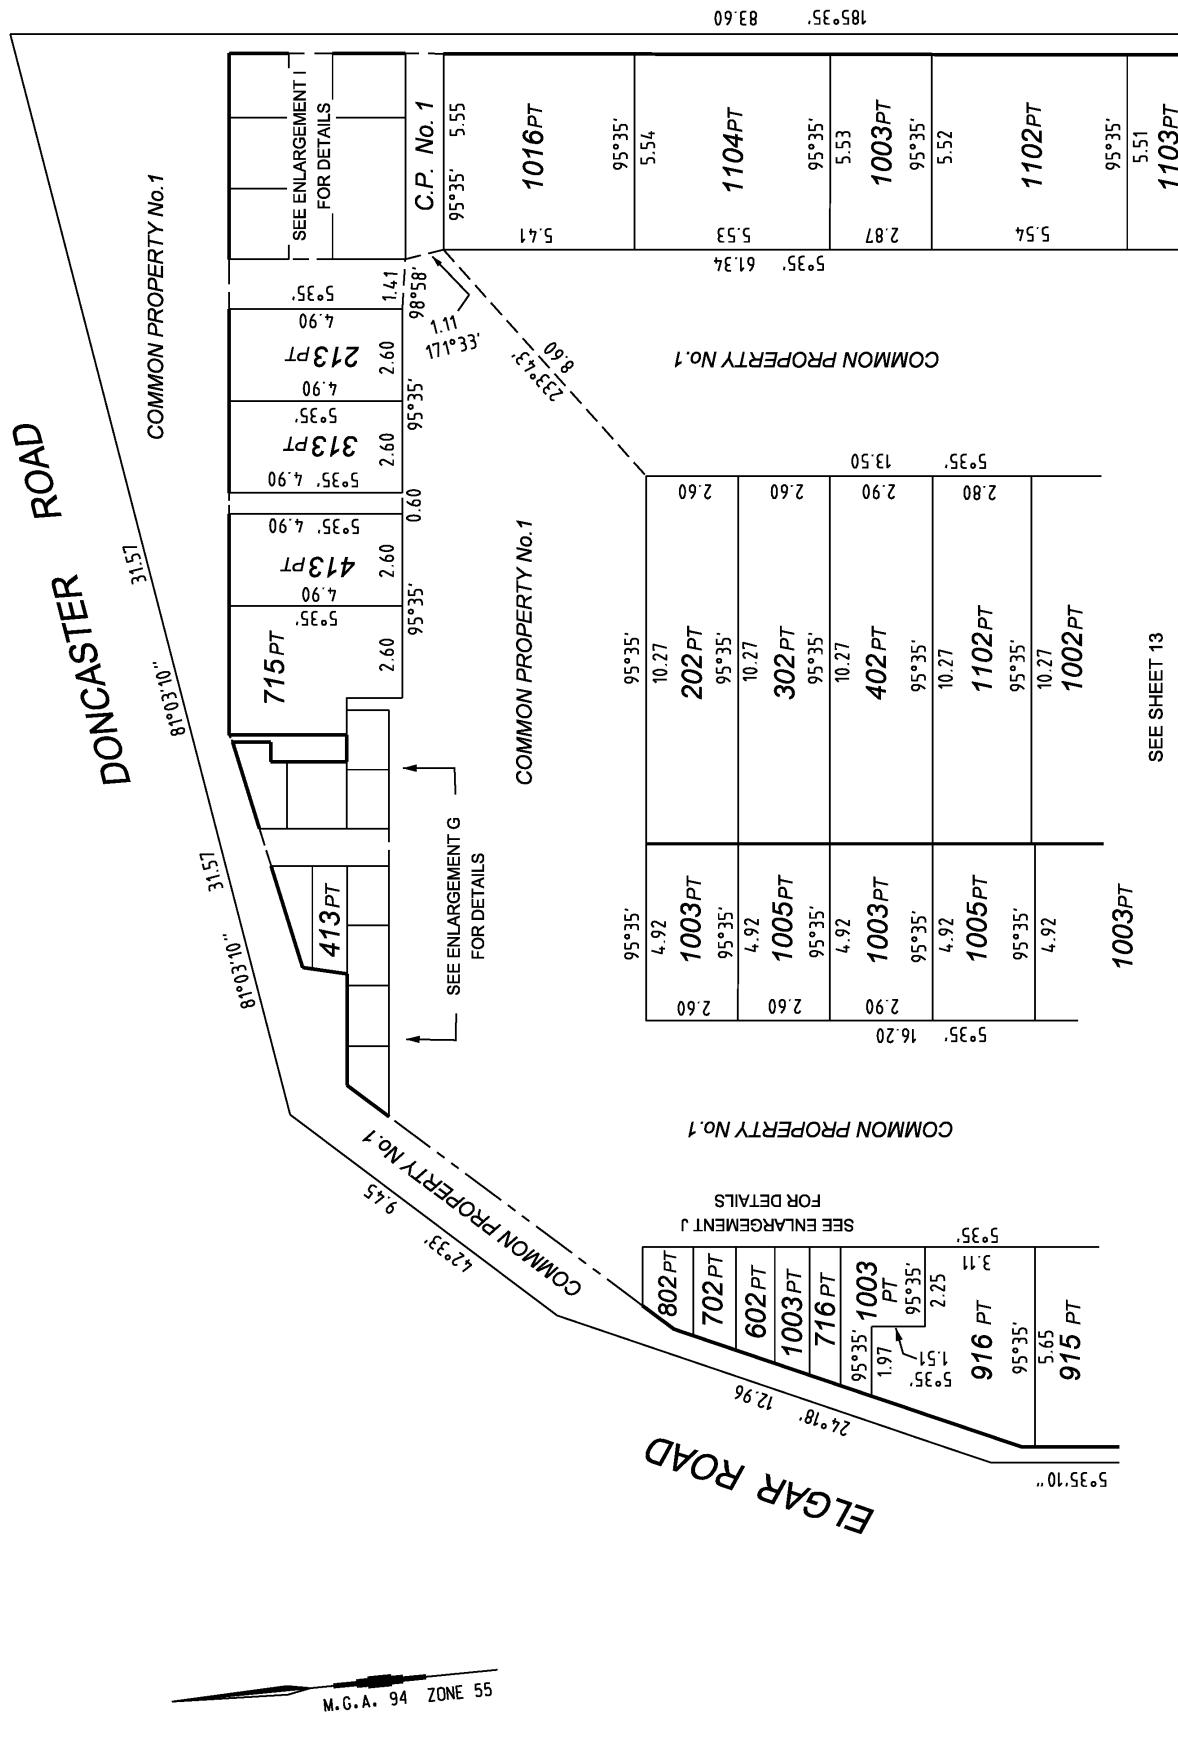 83.60
185°35'
SEE ENLARGEMENT I
FOR DETAILS
C.P. No. 1
95°35' 5.55
1016PT
5.41
95°35'
5.54
1104PT
5.53
95°35'
5.53
1003PT
2.87
95°35'
5.52
1102PT
5.54
95°35'
5.51
1103PT
61.34 5°35'
COMMON PROPERTY No.1
DONCASTER ROAD
31.57
81°03'10"
31.57
81°03'10"
5°35'
1.41
98°58'
1.11
171°33'
4.90
213PT
2.60
4.90
95°35'
5°35'
313PT
2.60
5°35' 4.90
0.60
5°35' 4.90
413PT
2.60
4.90
95°35'
5°35'
715PT
2.60
233°43'
8.60
COMMON PROPERTY No.1
COMMON PROPERTY No.1
13.50 5°35'
2.60
2.60
2.90
2.80
95°35'
10.27
202PT
95°35'
10.27
302PT
95°35'
10.27
402PT
95°35'
10.27
1102PT
95°35'
10.27
1002PT
SEE SHEET 13
413PT
SEE ENLARGEMENT G
FOR DETAILS
95°35'
4.92
1003PT
95°35'
4.92
1005PT
95°35'
4.92
1003PT
95°35'
4.92
1005PT
95°35'
4.92
1003PT
2.60
2.60
2.90
16.20 5°35'
COMMON PROPERTY No.1
COMMON PROPERTY No.1
9.45
42°33'
SEE ENLARGEMENT J
FOR DETAILS
5°35'
3.11
802PT
702PT
602PT
1003PT
716PT
1003
PT
95°35'
2.25
95°35'
1.97
1.51
5°35'
916 PT
95°35'
5.65
915 PT
12.96
24°18'
5°35'10"
ELGAR ROAD
M.G.A. 94 ZONE 55